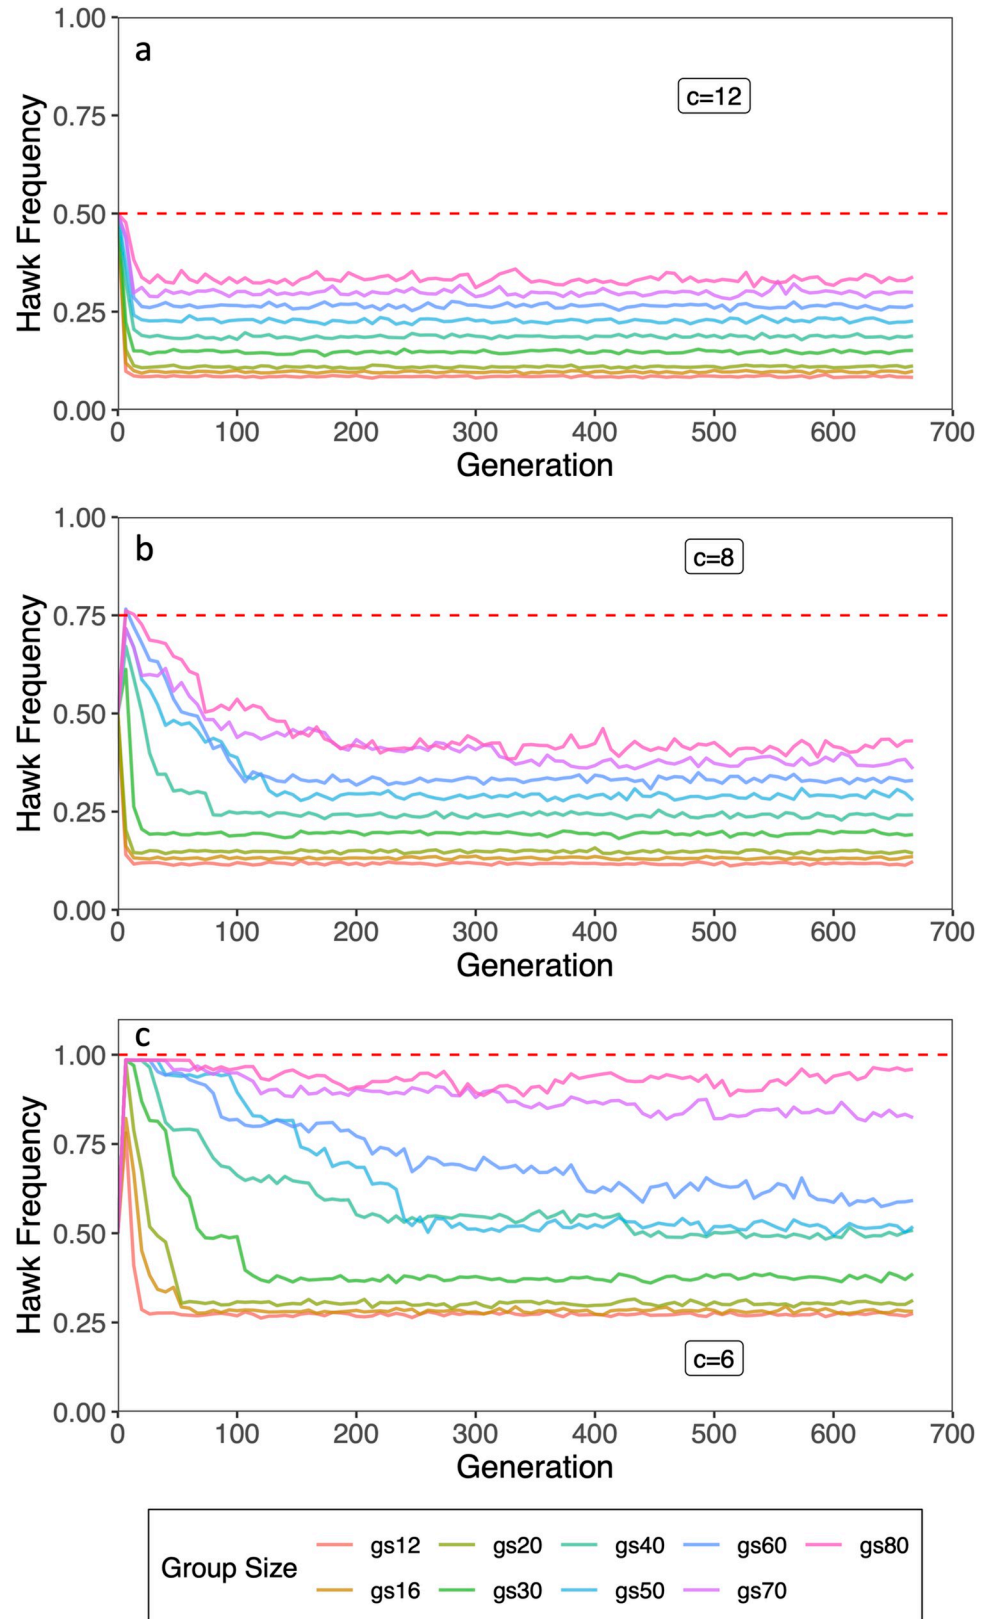 a
c=12
1.00
0.75
0.50
0.25
0.00
Hawk Frequency
0 100 200 300 400 500 600 700
Generation
b
c=8
1.00
0.75
0.50
0.25
0.00
Hawk Frequency
0 100 200 300 400 500 600 700
Generation
c
1.00
0.75
0.50
0.25
0.00
Hawk Frequency
c=6
0 100 200 300 400 500 600 700
Generation
Group Size
gs12 gs20 gs40 gs60 gs80
gs16 gs30 gs50 gs70